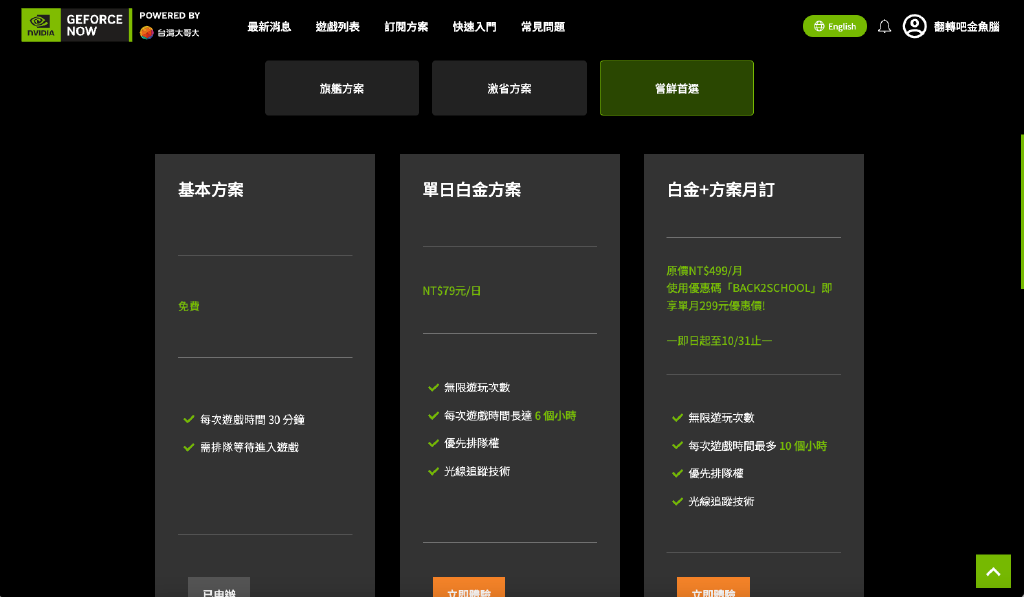 NVIDIA
GEFORCE NOW
POWERED BY
台灣大哥大
最新消息
遊戲列表
訂閱方案
快速入門
常見問題
English
翻轉吧金魚腦
旗艦方案
激省方案
嘗鮮首選
基本方案
免費
每次遊戲時間 30 分鐘
需排隊等待進入遊戲
已申辦
單日白金方案
NT$79元/日
無限遊玩次數
每次遊戲時間長達 6 個小時
優先排隊權
光線追蹤技術
立即體驗
白金+方案月訂
原價NT$499/月
使用優惠碼「BACK2SCHOOL」即
享單月299元優惠價!
—即日起至10/31止—
無限遊玩次數
每次遊戲時間最多 10 個小時
優先排隊權
光線追蹤技術
立即體驗